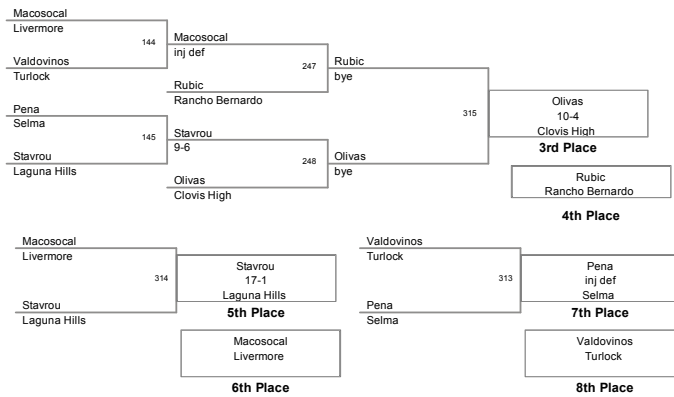 Macosocal
Livermore
144
Valdovinos
Turlock
Macosocal
inj def
247
Rubic
Rancho Bernardo
Pena
Selma
145
Stavrou
Laguna Hills
Stavrou
9-6
248
Olivas
Clovis High
Rubic
bye
315
Olivas
bye
Olivas
10-4
Clovis High
3rd Place
Rubic
Rancho Bernardo
4th Place
Macosocal
Livermore
314
Stavrou
Laguna Hills
Stavrou
17-1
Laguna Hills
5th Place
Macosocal
Livermore
6th Place
Valdovinos
Turlock
313
Pena
Selma
Pena
inj def
Selma
7th Place
Valdovinos
Turlock
8th Place